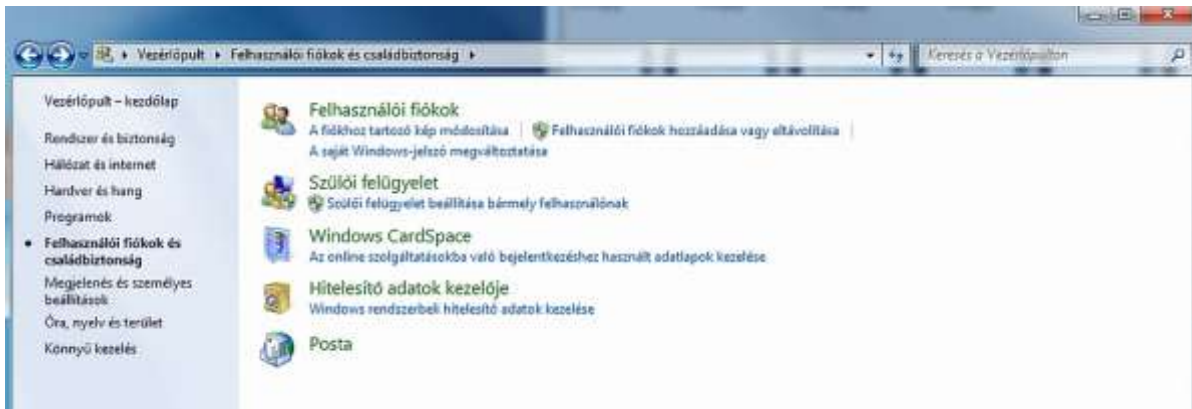 Vezérlőpult ▸ Felhasználói fiókok és családbiztonság ▸
Keresés a Vezérlőpulton
Vezérlőpult – kezdőlap
Rendszer és biztonság
Hálózat és internet
Hardver és hang
Programok
Felhasználói fiókok és
családbiztonság
Megjelenés és személyes
beállítások
Óra, nyelv és terület
Könnyű kezelés
Felhasználói fiókok
A fiókhoz tartozó kép módosítása | Felhasználói fiókok hozzáadása vagy eltávolítása |
A saját Windows-jelszó megváltoztatása
Szülői felügyelet
Szülői felügyelet beállítása bármely felhasználónak
Windows CardSpace
Az online szolgáltatásokba való bejelentkezéshez használt adatlapok kezelése
Hitelesítő adatok kezelője
Windows rendszerbeli hitelesítő adatok kezelése
Posta